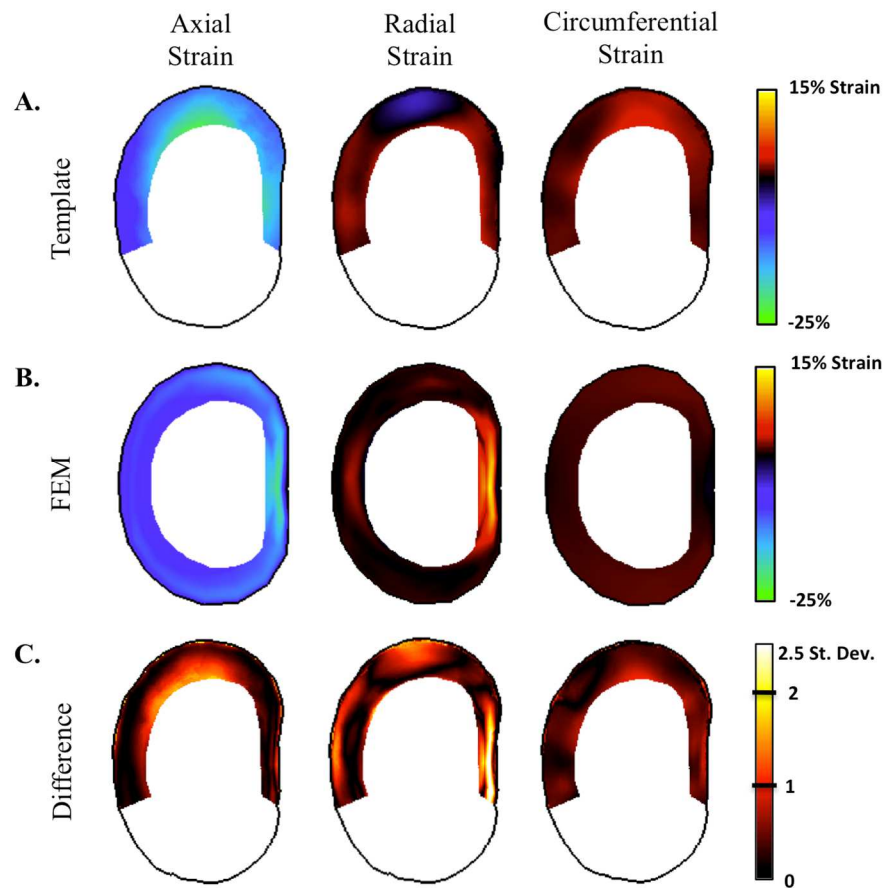 Axial
Strain
Radial
Strain
Circumferential
Strain
A.
Template
15% Strain
-25%
B.
FEM
15% Strain
-25%
C.
Difference
2.5 St. Dev.
2
1
0